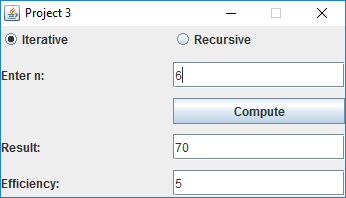 Project 3
Iterative Recursive
Enter n: 6
Compute
Result: 70
Efficiency: 5